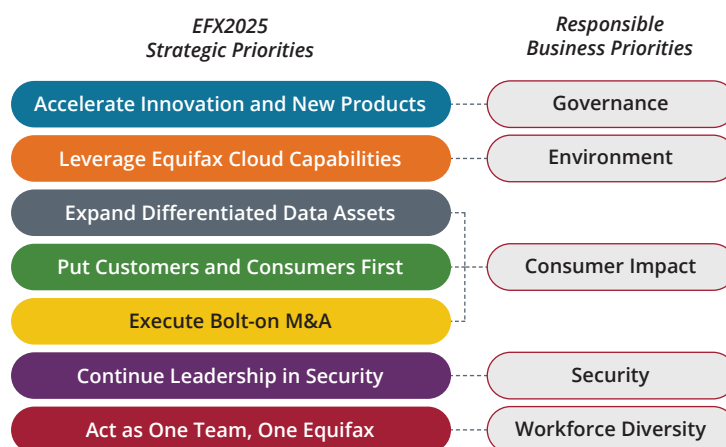 EFX2025
Strategic Priorities
Responsible
Business Priorities
Accelerate Innovation and New Products
Governance
Leverage Equifax Cloud Capabilities
Environment
Expand Differentiated Data Assets
Put Customers and Consumers First
Consumer Impact
Execute Bolt-on M&A
Continue Leadership in Security
Security
Act as One Team, One Equifax
Workforce Diversity